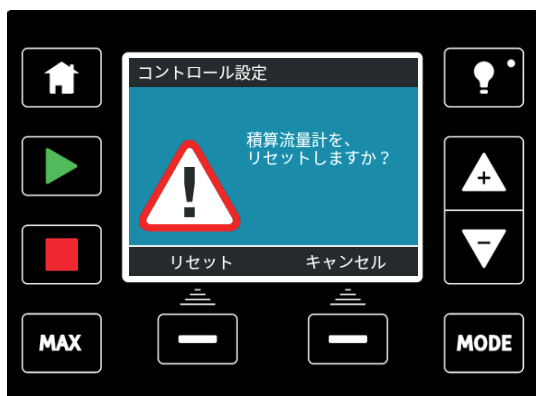 コントロール設定
積算流量計を、
リセットしますか？
リセット キャンセル
MAX
MODE